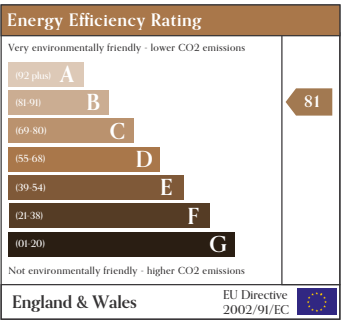 Energy Efficiency Rating
Very environmentally friendly - lower CO2 emissions
(92 plus) A
(81-91) B
81
(69-80) C
(55-68) D
(39-54) E
(21-38) F
(01-20) G
Not environmentally friendly - higher CO2 emissions
England & Wales
EU Directive
2002/91/EC